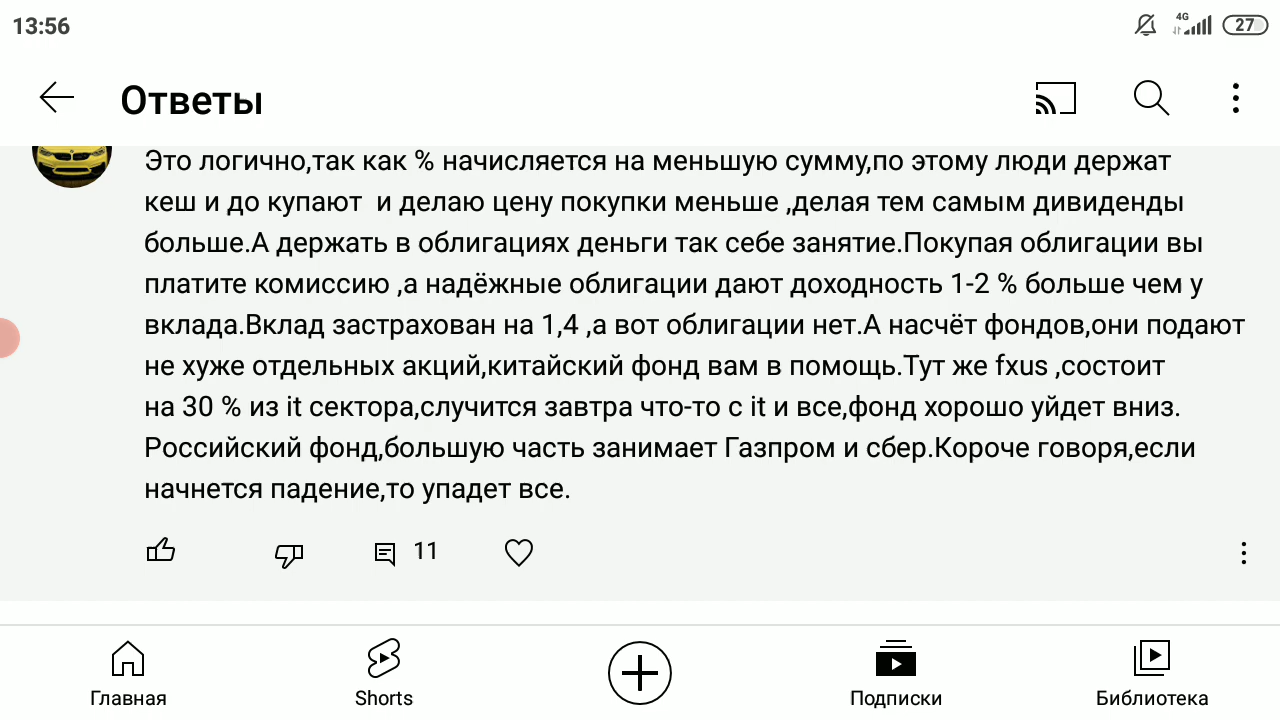 13:56
4G
27
Ответы
Это логично,так как % начисляется на меньшую сумму,по этому люди держат
кеш и до купают  и делаю цену покупки меньше ,делая тем самым дивиденды
больше.А держать в облигациях деньги так себе занятие.Покупая облигации вы
платите комиссию ,а надёжные облигации дают доходность 1-2 % больше чем у
вклада.Вклад застрахован на 1,4 ,а вот облигации нет.А насчёт фондов,они подают
не хуже отдельных акций,китайский фонд вам в помощь.Тут же fxus ,состоит
на 30 % из it сектора,случится завтра что-то с it и все,фонд хорошо уйдет вниз.
Российский фонд,большую часть занимает Газпром и сбер.Короче говоря,если
начнется падение,то упадет все.
11
Главная
Shorts
Подписки
Библиотека